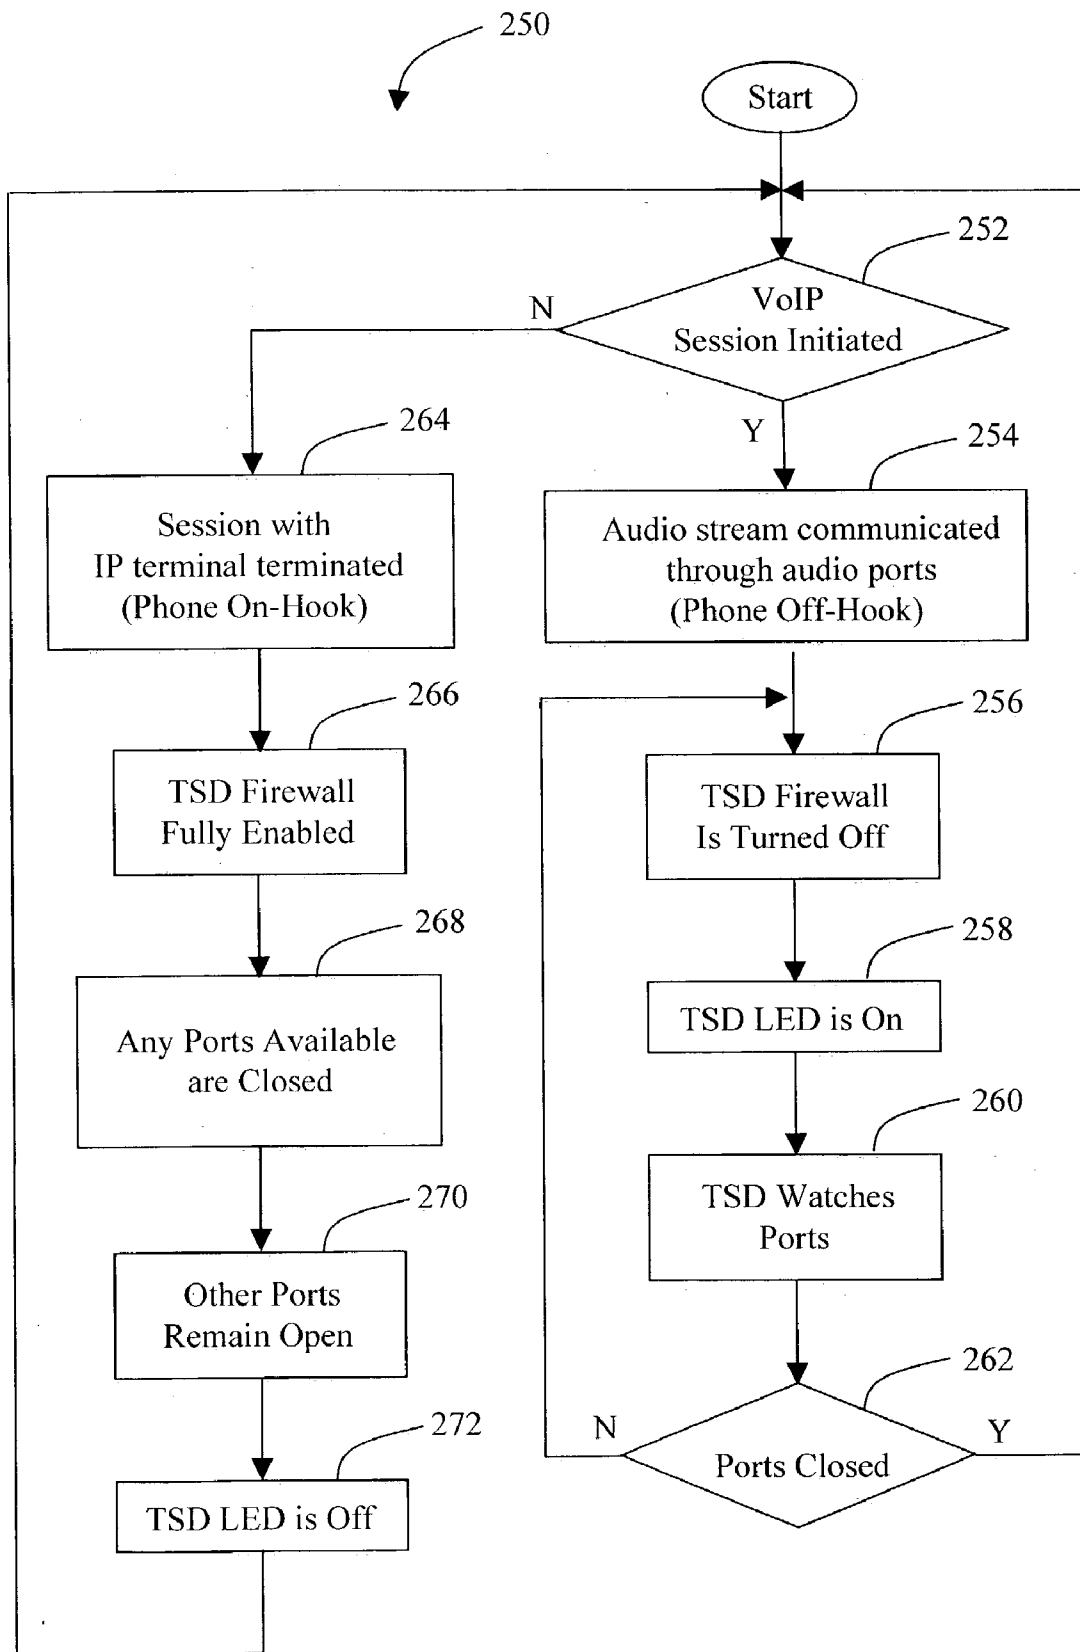 250
Start
252
VoIP
Session Initiated
N
Y
264
Session with
IP terminal terminated
(Phone On-Hook)
254
Audio stream communicated
through audio ports
(Phone Off-Hook)
266
TSD Firewall
Fully Enabled
256
TSD Firewall
Is Turned Off
268
Any Ports Available
are Closed
258
TSD LED is On
260
TSD Watches
Ports
270
Other Ports
Remain Open
262
Ports Closed
N
Y
272
TSD LED is Off